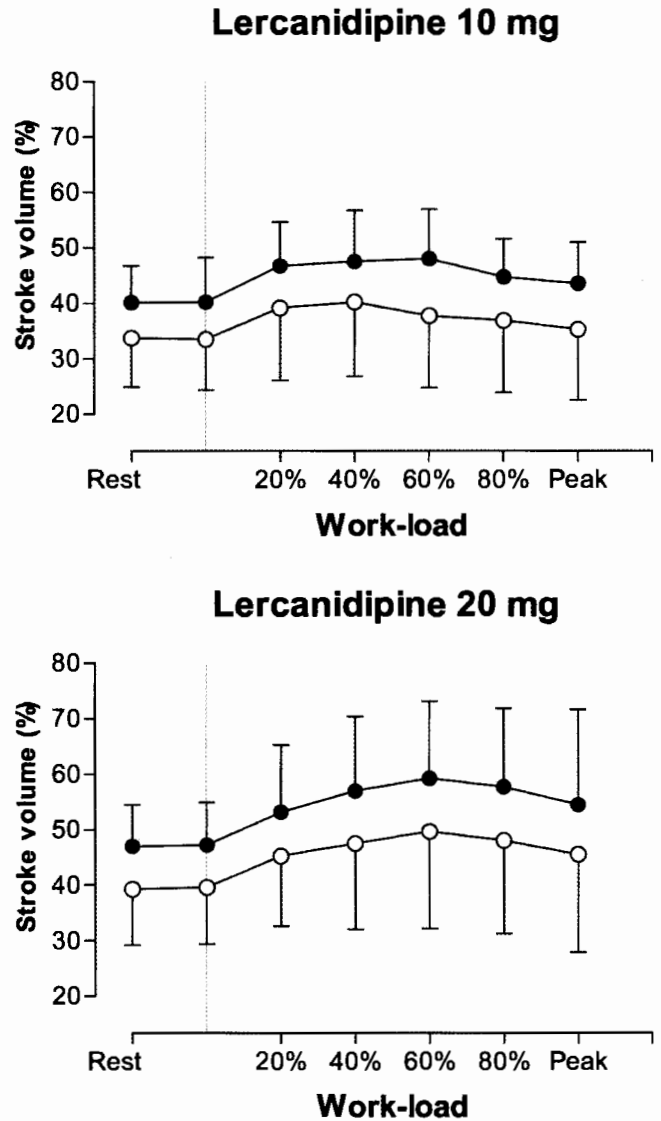 Lercanidipine 10 mg
80
70
60
50
40
30
20
Stroke volume (%)
Rest 20% 40% 60% 80% Peak
Work-load
Lercanidipine 20 mg
80
70
60
50
40
30
20
Stroke volume (%)
Rest 20% 40% 60% 80% Peak
Work-load